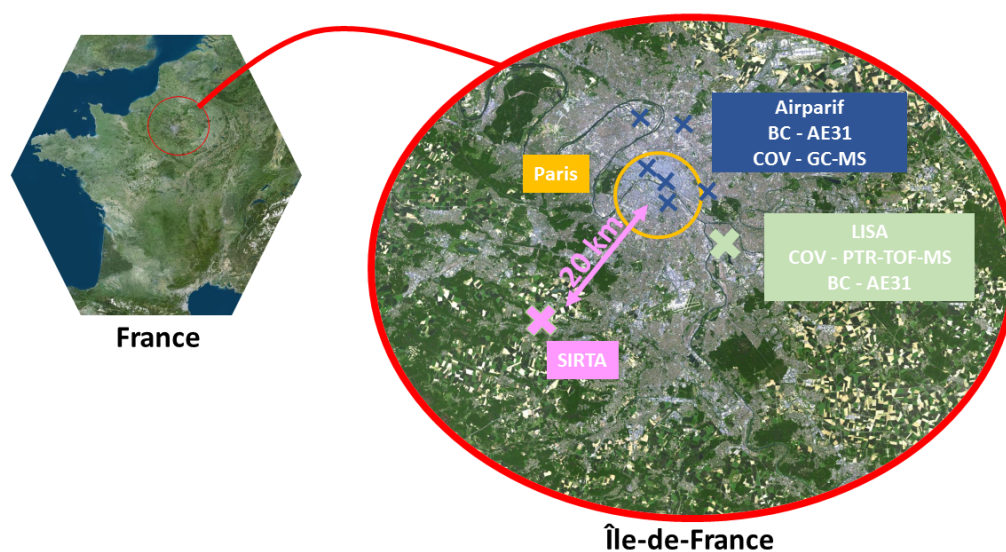 Airparif
BC - AE31
COV - GC-MS
Paris
LISA
COV - PTR-TOF-MS
BC - AE31
20 km
SIRTA
France
Île-de-France